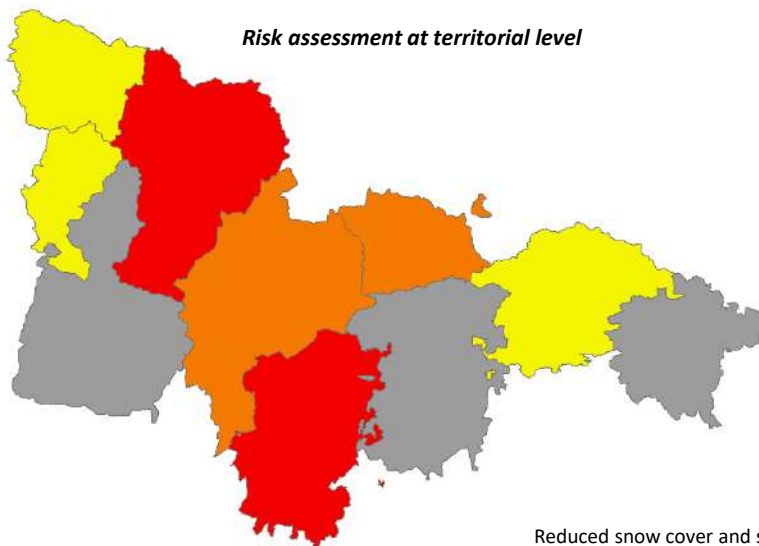 Risk assessment at territorial level
Reduced snow cover and s